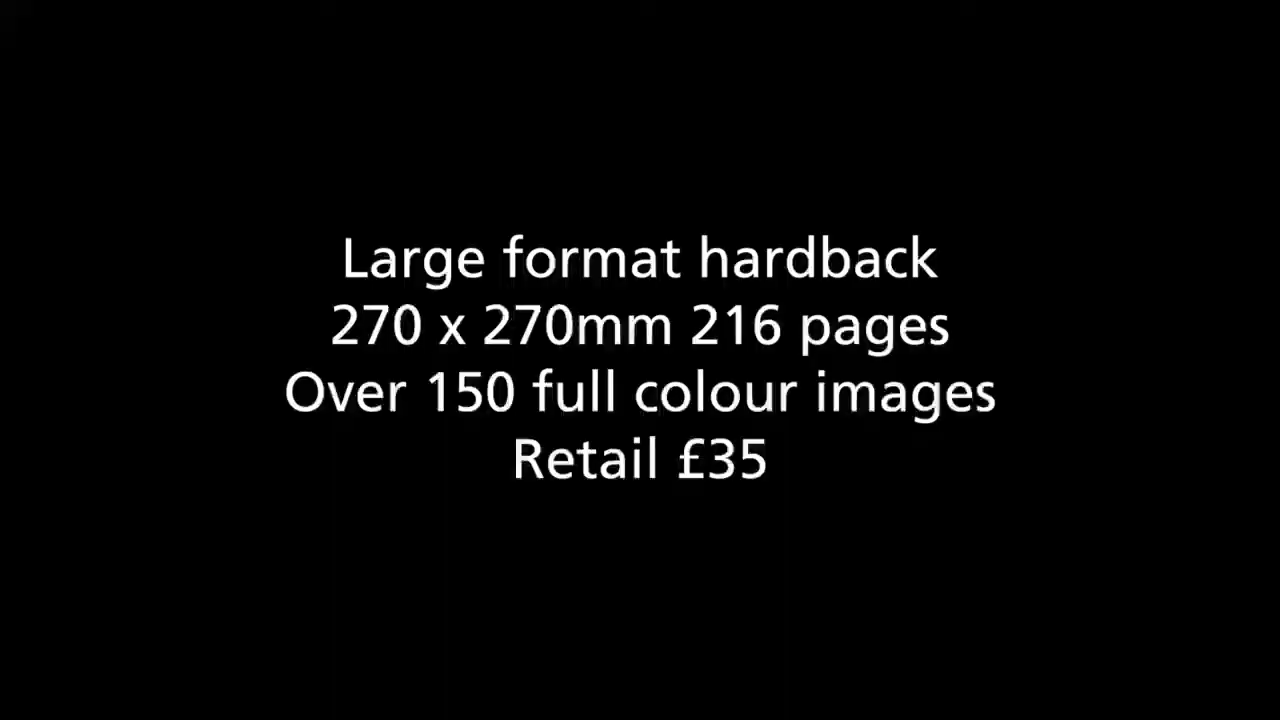 Large format hardback
270 x 270mm 216 pages
Over 150 full colour images
Retail £35